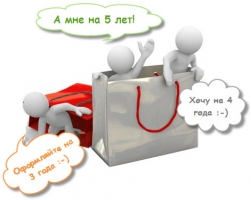 А мне на 5 лет!
Хочу на 4
года :-)
Оформляйте на
3 года :-)